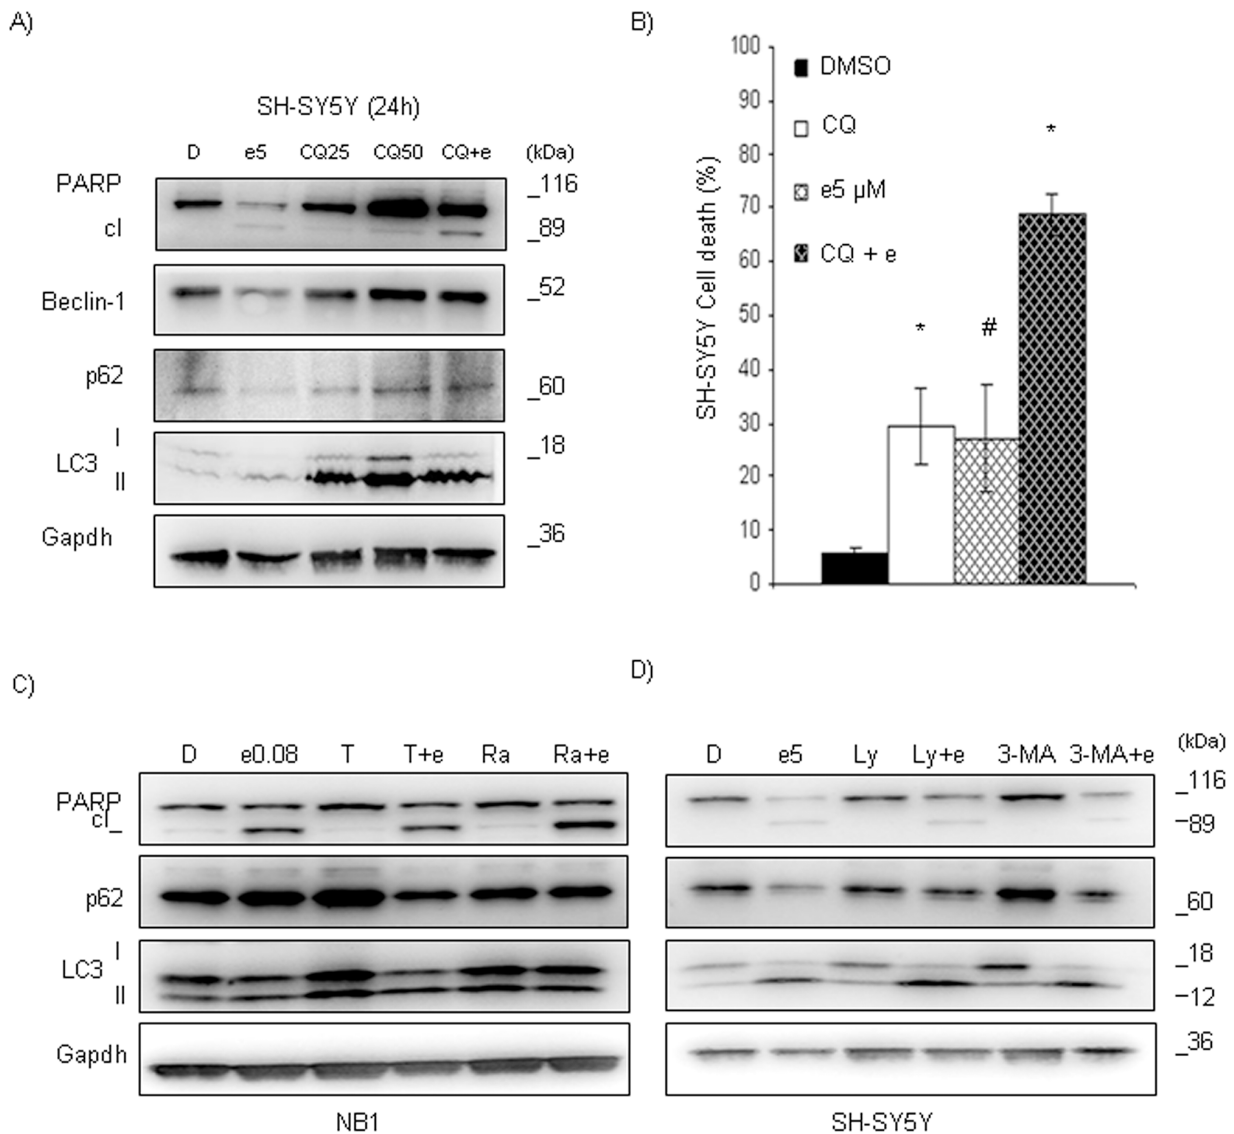 A)
SH-SY5Y (24h)
D e5 CQ25 CQ50 CQ+e (kDa)
PARP _116
cl _89
Beclin-1 _52
p62 _60
I _18
LC3
II
Gapdh _36
B)
SH-SY5Y Cell death (%)
100
90
80
70
60
50
40
30
20
10
0
DMSO
CQ
e5 µM
CQ + e
* # *
C)
D e0.08 T T+e Ra Ra+e
PARP
cl_
p62
I
LC3
II
Gapdh
NB1
D)
D e5 Ly Ly+e 3-MA 3-MA+e (kDa)
_116
–89
_60
_18
–12
_36
SH-SY5Y